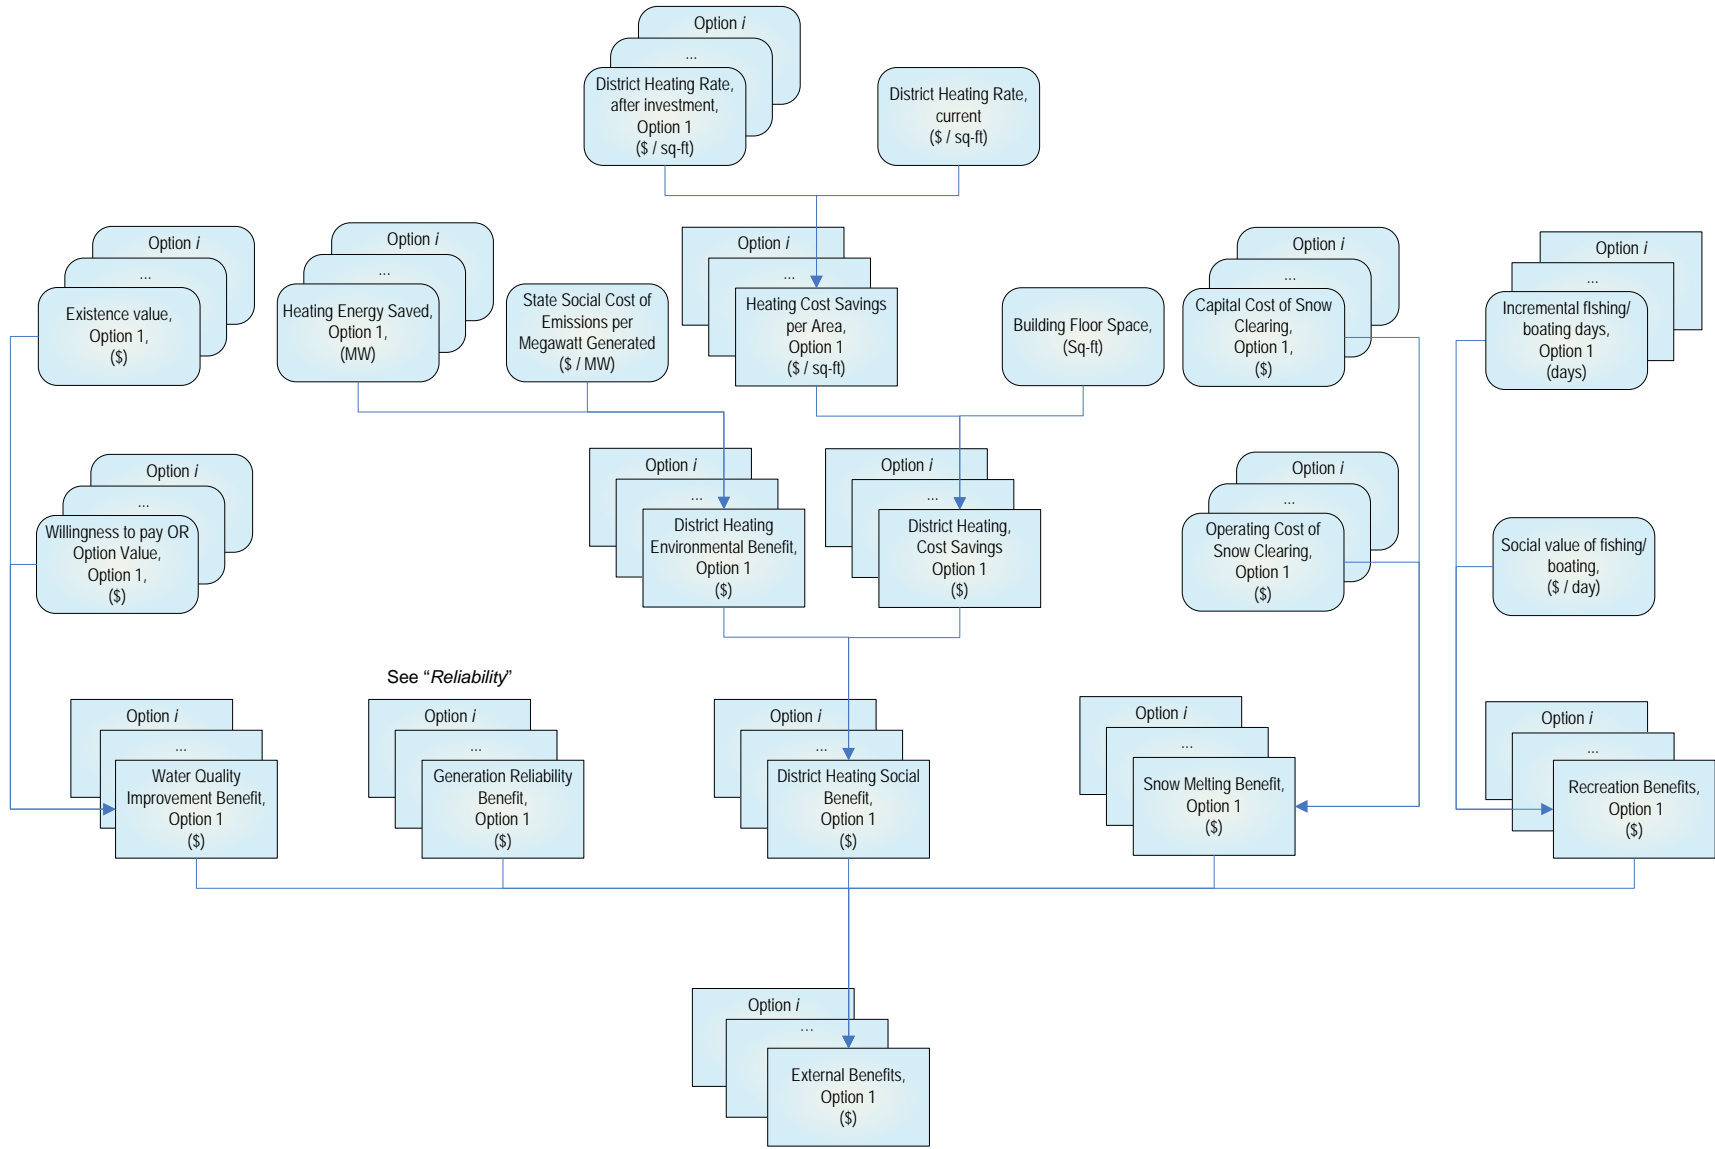 Option i
...
District Heating Rate,
after investment,
Option 1
($ / sq-ft)
District Heating Rate,
current
($ / sq-ft)
Option i
...
Existence value,
Option 1,
($)
Option i
...
Heating Energy Saved,
Option 1,
(MW)
State Social Cost of
Emissions per
Megawatt Generated
($ / MW)
Option i
...
Heating Cost Savings
per Area,
Option 1
($ / sq-ft)
Building Floor Space,
(Sq-ft)
Option i
...
Capital Cost of Snow
Clearing,
Option 1,
($)
Option i
...
Incremental fIshing/
boating days,
Option 1
(days)
Option i
...
Willingness to pay OR
Option Value,
Option 1,
($)
Option i
...
District Heating
Environmental Benefit,
Option 1
($)
Option i
...
District Heating,
Cost Savings
Option 1
($)
Option i
...
Operating Cost of
Snow Clearing,
Option 1
($)
Social value of fishing/
boating,
($ / day)
See “Reliability”
Option i
...
Water Quality
Improvement Benefit,
Option 1
($)
Option i
...
Generation Reliability
Benefit,
Option 1
($)
Option i
...
District Heating Social
Benefit,
Option 1
($)
Option i
...
Snow Melting Benefit,
Option 1
($)
Option i
...
Recreation Benefits,
Option 1
($)
Option i
...
External Benefits,
Option 1
($)